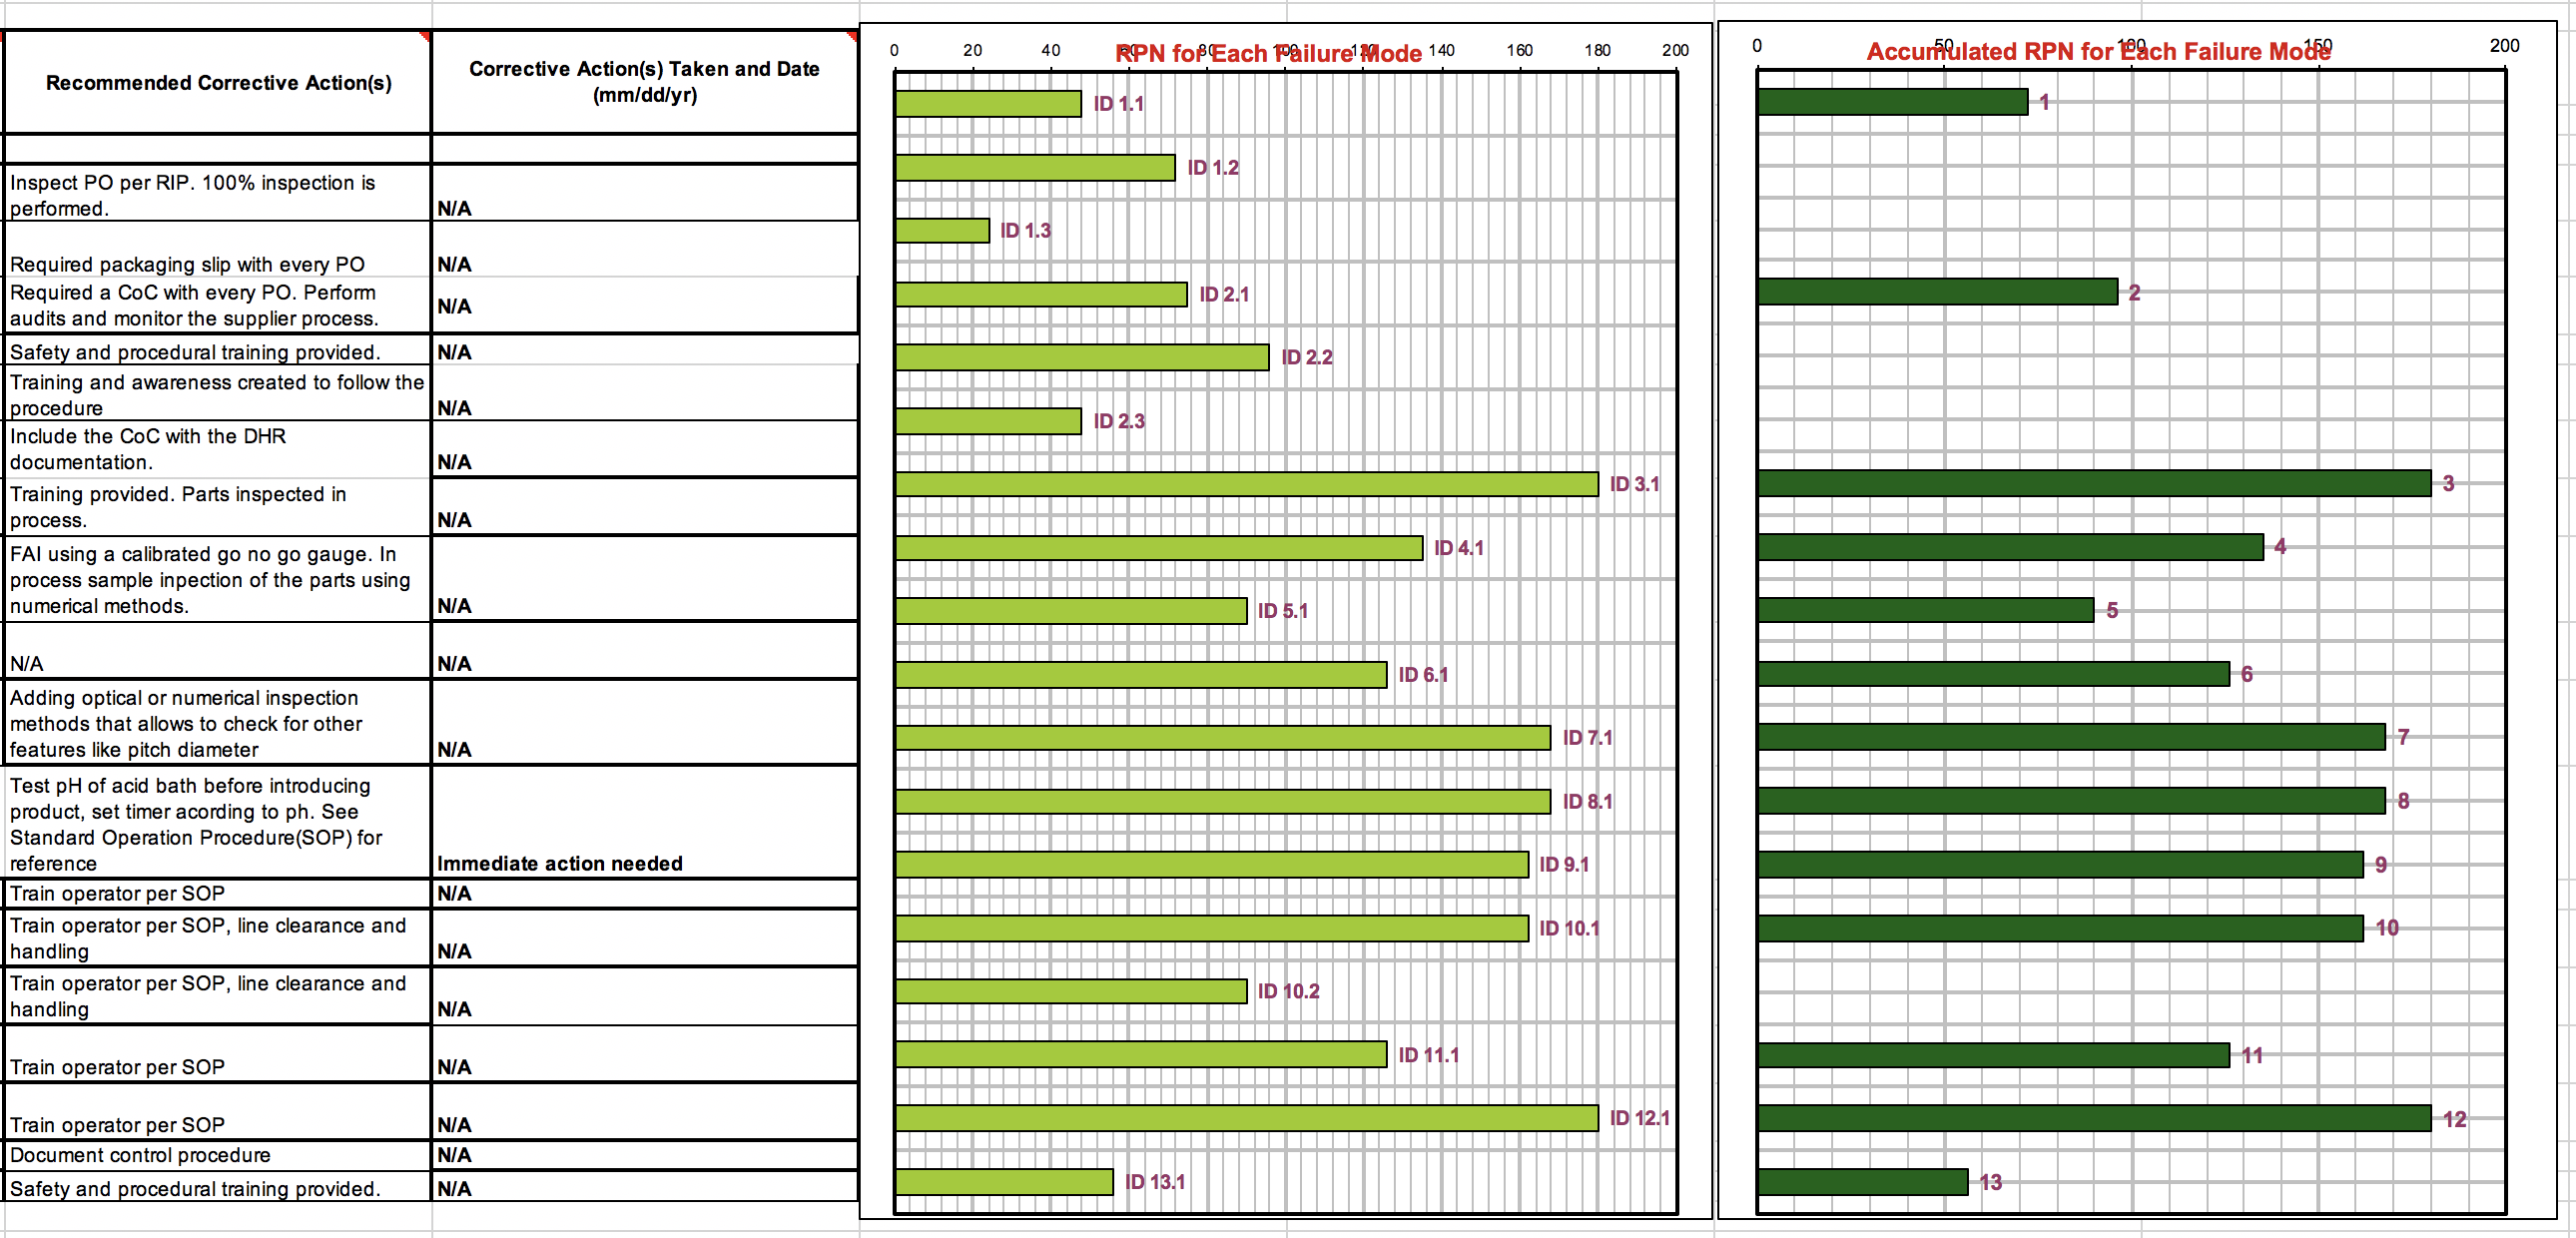 Recommended Corrective Action(s)
Corrective Action(s) Taken and Date
(mm/dd/yr)
Inspect PO per RIP. 100% inspection is
performed.
N/A
Required packaging slip with every PO
N/A
Required a CoC with every PO. Perform
audits and monitor the supplier process.
N/A
Safety and procedural training provided.
N/A
Training and awareness created to follow the
procedure
N/A
Include the CoC with the DHR
documentation.
N/A
Training provided. Parts inspected in
process.
N/A
FAI using a calibrated go no go gauge. In
process sample inpection of the parts using
numerical methods.
N/A
N/A
N/A
Adding optical or numerical inspection
methods that allows to check for other
features like pitch diameter
N/A
Test pH of acid bath before introducing
product, set timer acording to ph. See
Standard Operation Procedure(SOP) for
reference
Immediate action needed
Train operator per SOP
N/A
Train operator per SOP, line clearance and
handling
N/A
Train operator per SOP, line clearance and
handling
N/A
Train operator per SOP
N/A
Train operator per SOP
N/A
Document control procedure
N/A
Safety and procedural training provided.
N/A
RPN for Each Failure Mode
0 20 40 60 80 100 120 140 160 180 200
ID 1.1
ID 1.2
ID 1.3
ID 2.1
ID 2.2
ID 2.3
ID 3.1
ID 4.1
ID 5.1
ID 6.1
ID 7.1
ID 8.1
ID 9.1
ID 10.1
ID 10.2
ID 11.1
ID 12.1
ID 13.1
Accumulated RPN for Each Failure Mode
0 50 100 150 200
1
2
3
4
5
6
7
8
9
10
11
12
13